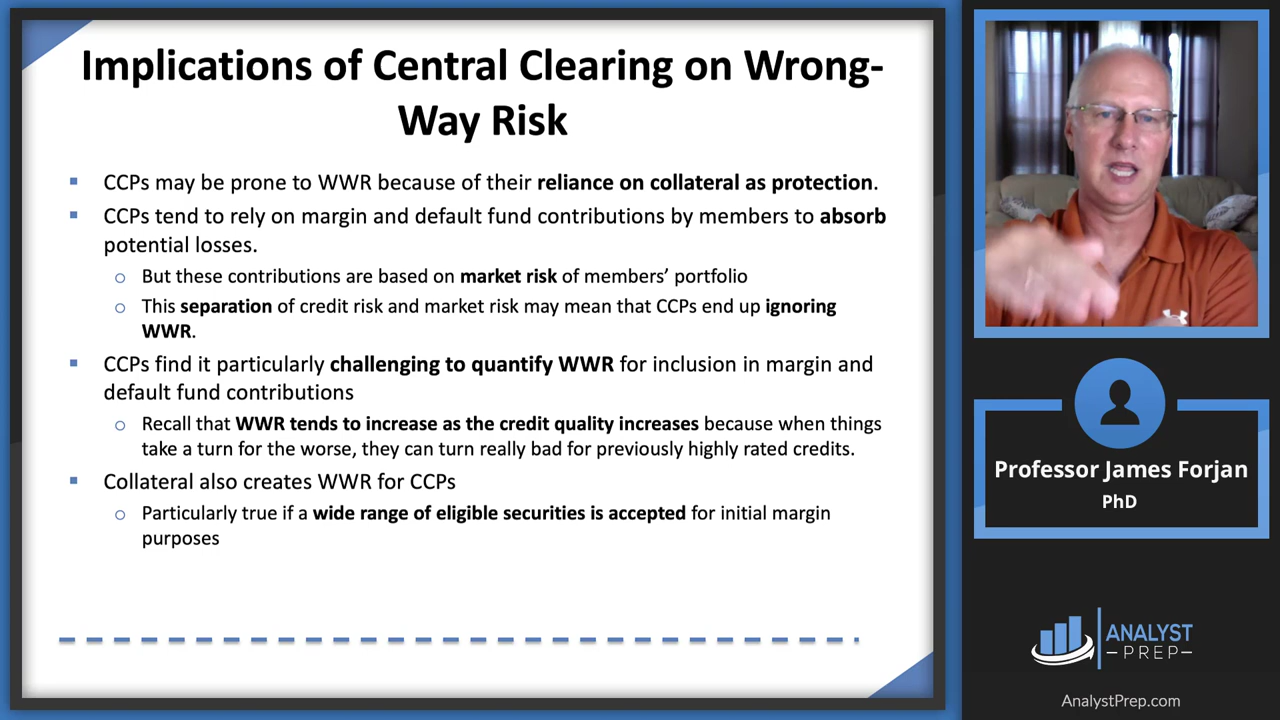 Implications of Central Clearing on Wrong-
Way Risk
CCPs may be prone to WWR because of their reliance on collateral as protection.
CCPs tend to rely on margin and default fund contributions by members to absorb
potential losses.
But these contributions are based on market risk of members' portfolio
This separation of credit risk and market risk may mean that CCPs end up ignoring
WWR.
CCPs find it particularly challenging to quantify WWR for inclusion in margin and
default fund contributions
Recall that WWR tends to increase as the credit quality increases because when things
take a turn for the worse, they can turn really bad for previously highly rated credits.
Collateral also creates WWR for CCPs
Particularly true if a wide range of eligible securities is accepted for initial margin
purposes
Professor James Forjan
PhD
ANALYST
PREP
AnalystPrep.com